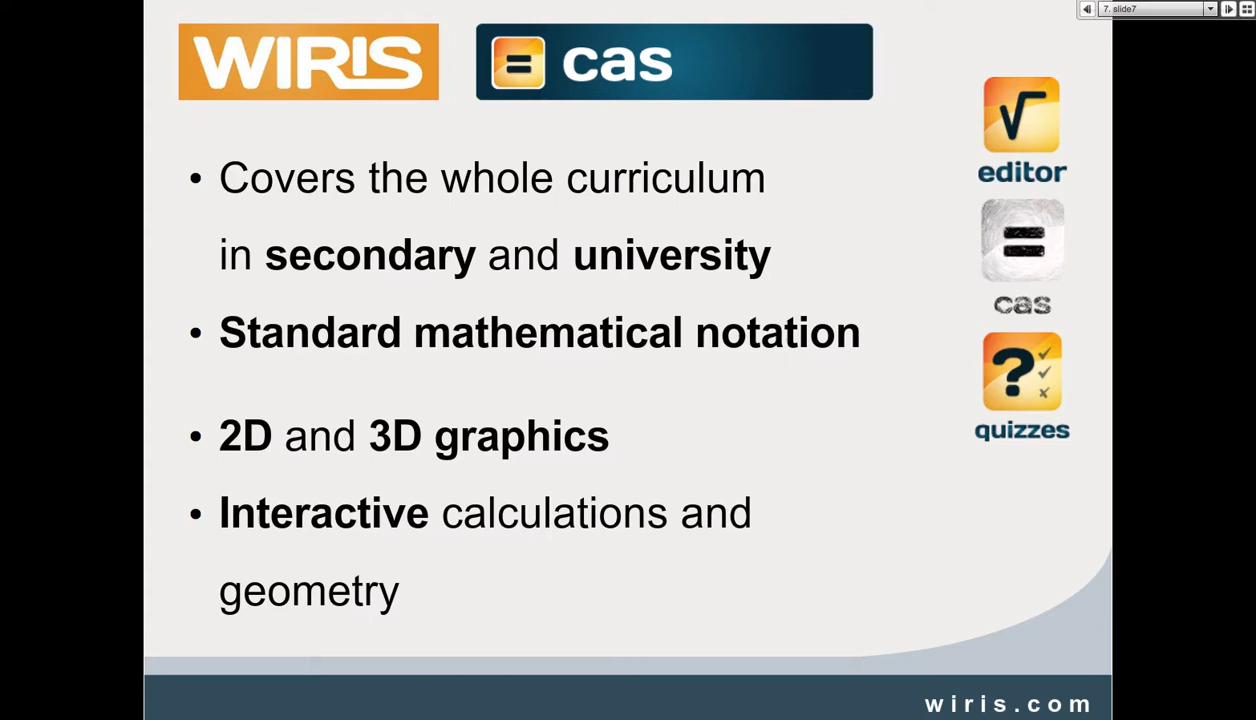 7. slide7
WIRIS
= cas
• Covers the whole curriculum
in secondary and university
• Standard mathematical notation
• 2D and 3D graphics
• Interactive calculations and
geometry
√
editor
=
cas
?
quizzes
wiris.com